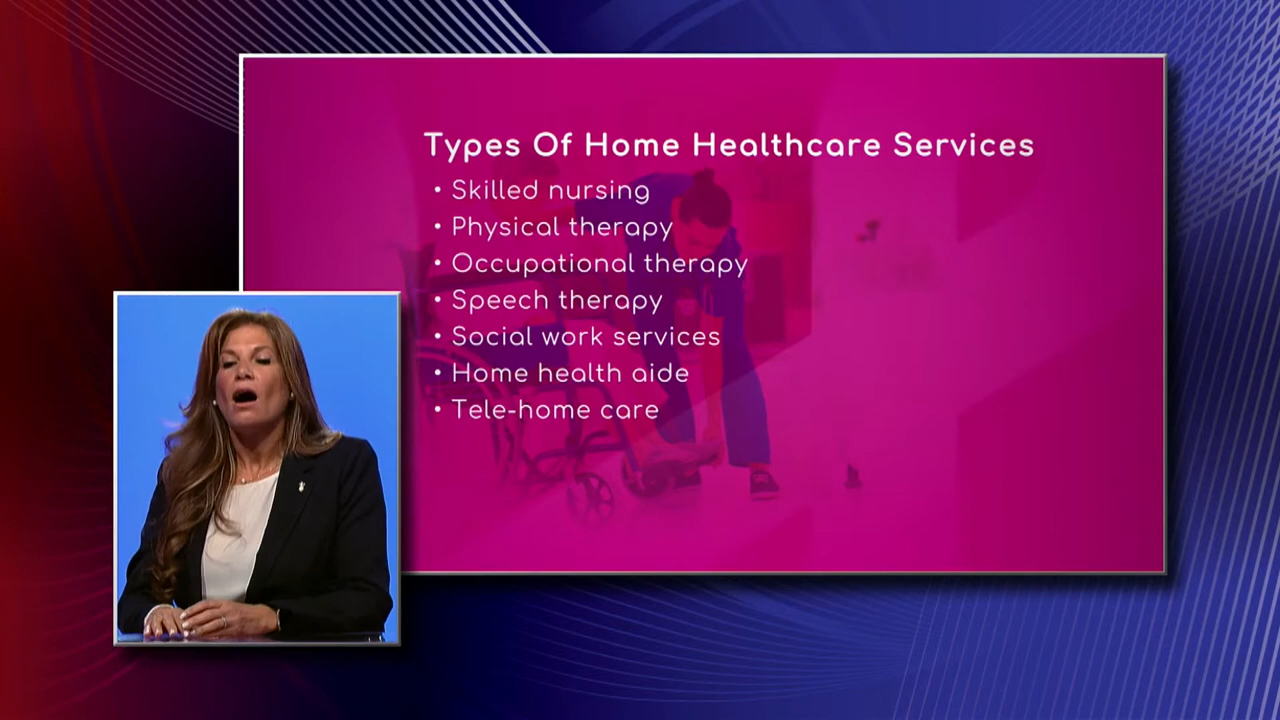 Types Of Home Healthcare Services
• Skilled nursing
• Physical therapy
• Occupational therapy
• Speech therapy
• Social work services
• Home health aide
• Tele-home care